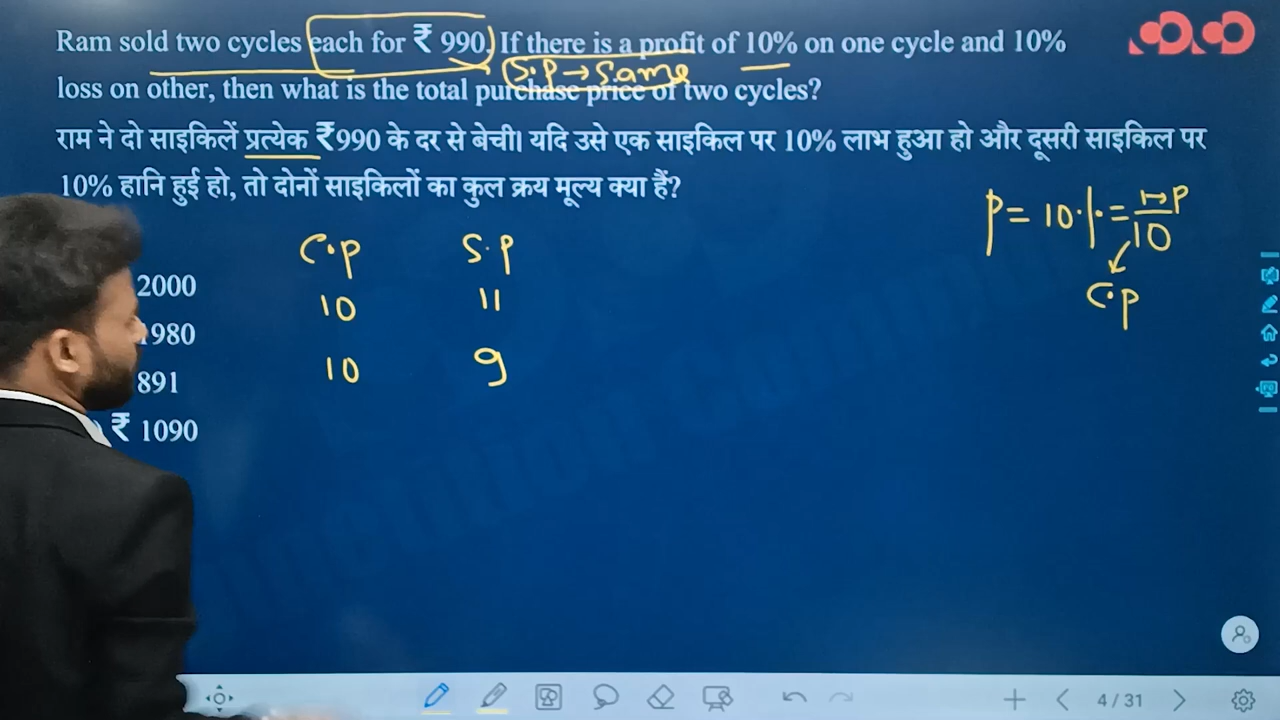 Ram sold two cycles each for ₹ 990. If there is a profit of 10% on one cycle and 10%
S.P → Same
loss on other, then what is the total purchase price of two cycles?
राम ने दो साइकिलें प्रत्येक ₹990 के दर से बेची। यदि उसे एक साइकिल पर 10% लाभ हुआ हो और दूसरी साइकिल पर
10% हानि हुई हो, तो दोनों साइकिलों का कुल क्रय मूल्य क्या हैं?
P = 10% = 1→P/10
C.P
C.P S.P
10 11
10 9
2000
1980
891
) ₹ 1090
4 / 31